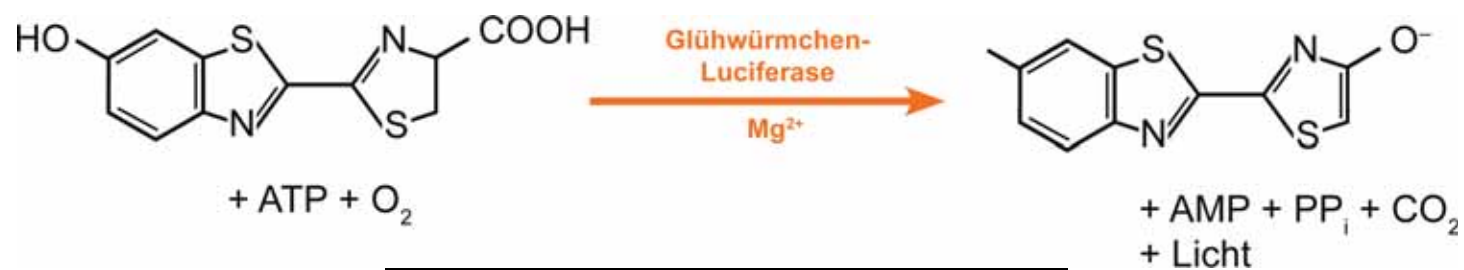 HO
S
N
N
S
COOH
+ ATP + O₂
Glühwürmchen-
Luciferase
Mg²⁺
S
N
N
S
O⁻
+ AMP + PPᵢ + CO₂
+ Licht